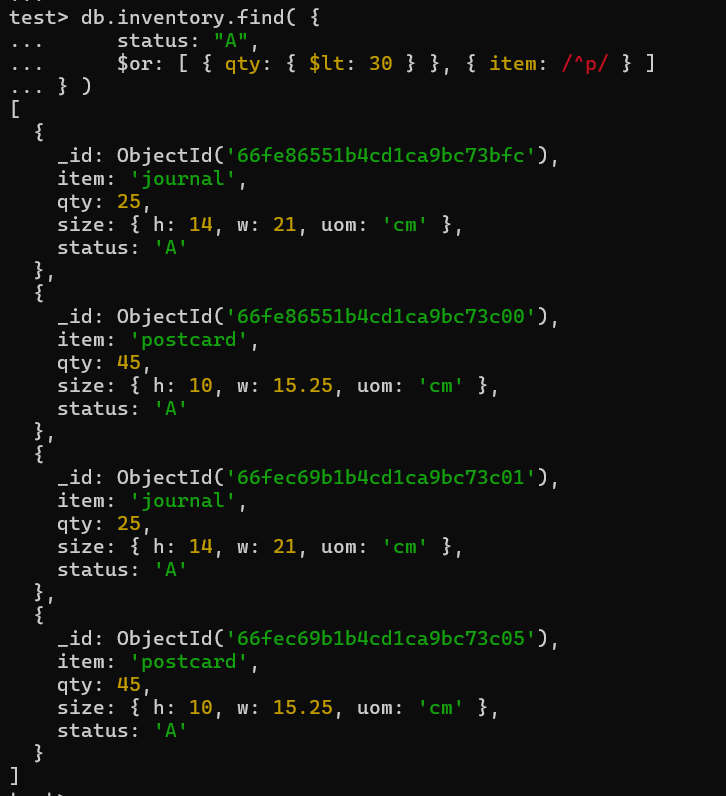 test> db.inventory.find( {
...      status: "A",
...      $or: [ { qty: { $lt: 30 } }, { item: /^p/ } ]
... } )
[
  {
    _id: ObjectId('66fe86551b4cd1ca9bc73bfc'),
    item: 'journal',
    qty: 25,
    size: { h: 14, w: 21, uom: 'cm' },
    status: 'A'
  },
  {
    _id: ObjectId('66fe86551b4cd1ca9bc73c00'),
    item: 'postcard',
    qty: 45,
    size: { h: 10, w: 15.25, uom: 'cm' },
    status: 'A'
  },
  {
    _id: ObjectId('66fec69b1b4cd1ca9bc73c01'),
    item: 'journal',
    qty: 25,
    size: { h: 14, w: 21, uom: 'cm' },
    status: 'A'
  },
  {
    _id: ObjectId('66fec69b1b4cd1ca9bc73c05'),
    item: 'postcard',
    qty: 45,
    size: { h: 10, w: 15.25, uom: 'cm' },
    status: 'A'
  }
]